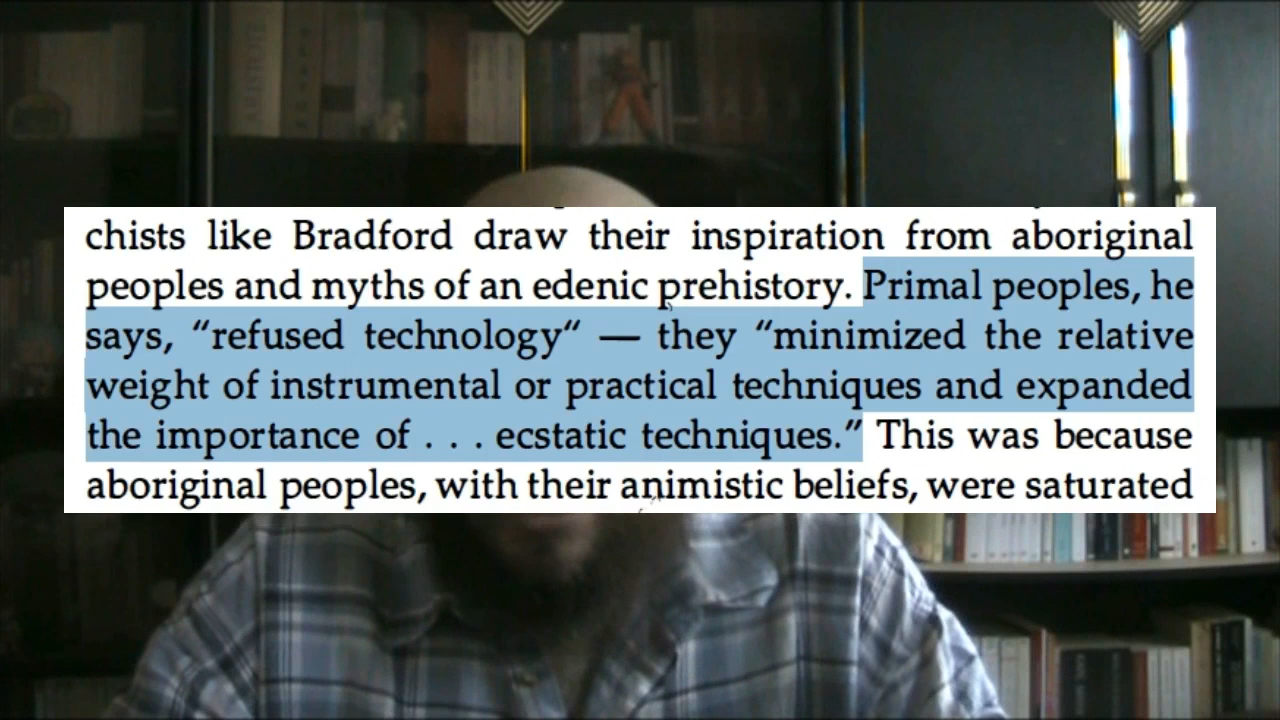 chists like Bradford draw their inspiration from aboriginal
peoples and myths of an edenic prehistory. Primal peoples, he
says, “refused technology“ — they “minimized the relative
weight of instrumental or practical techniques and expanded
the importance of . . . ecstatic techniques.” This was because
aboriginal peoples, with their animistic beliefs, were saturated